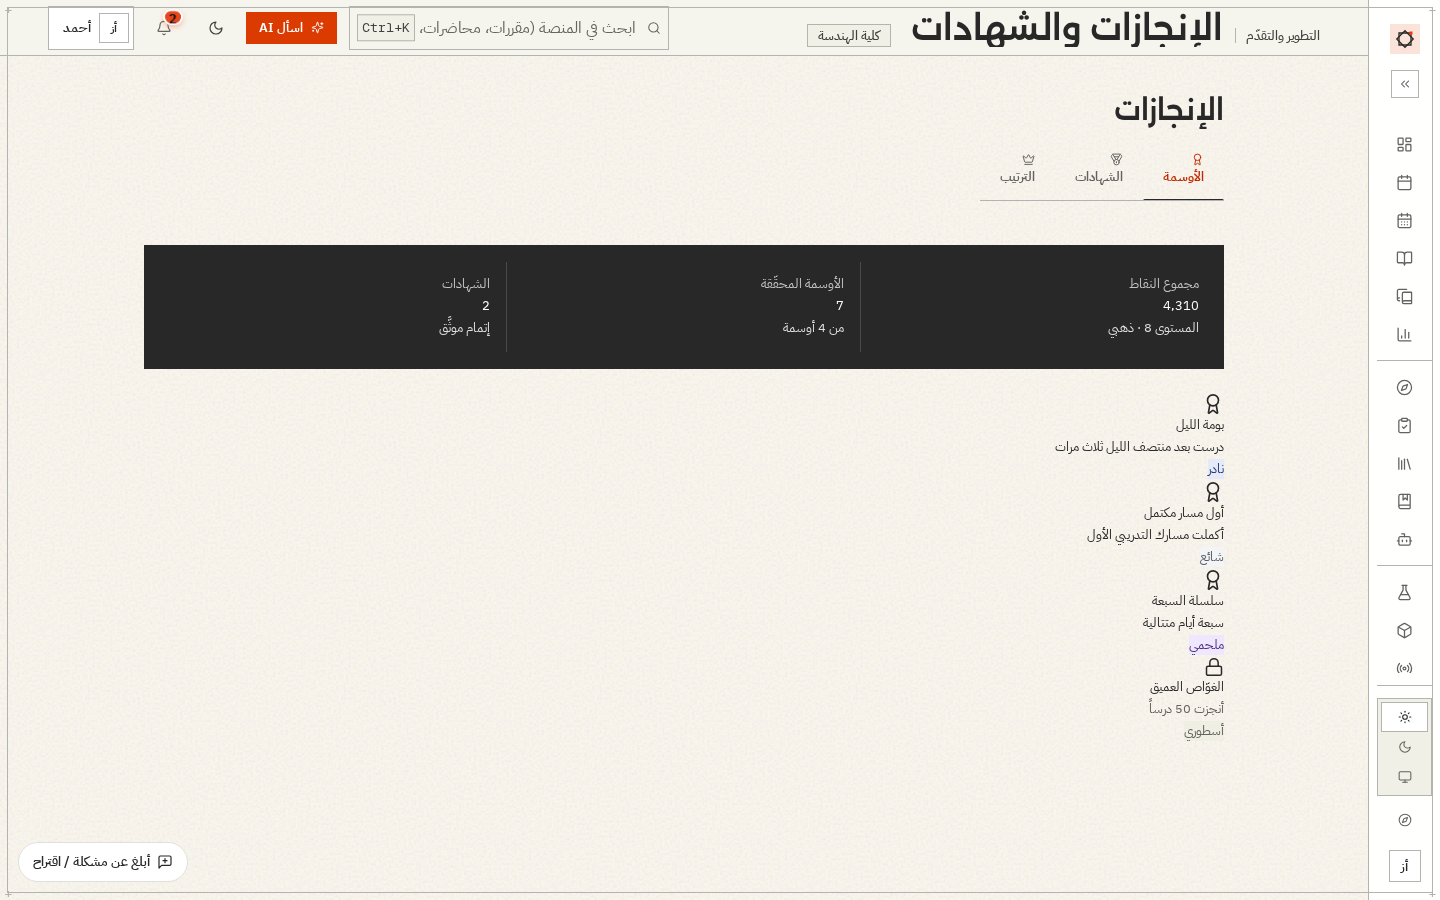 التطوير والتقدّم
الإنجازات والشهادات
كلية الهندسة
ابحث في المنصة (مقررات، محاضرات، Ctrl+K
اسأل AI
2
أز
أحمد
الإنجازات
الأوسمة
الشهادات
الترتيب
مجموع النقاط
4,310
المستوى 8 · ذهبي
الأوسمة المحقّقة
7
من 4 أوسمة
الشهادات
2
إتمام موثَّق
بومة الليل
درست بعد منتصف الليل ثلاث مرات
نادر
أول مسار مكتمل
أكملت مسارك التدريبي الأول
شائع
سلسلة السبعة
سبعة أيام متتالية
ملحمي
الغوّاص العميق
أنجزت 50 درساً
أسطوري
أبلغ عن مشكلة / اقتراح
أز